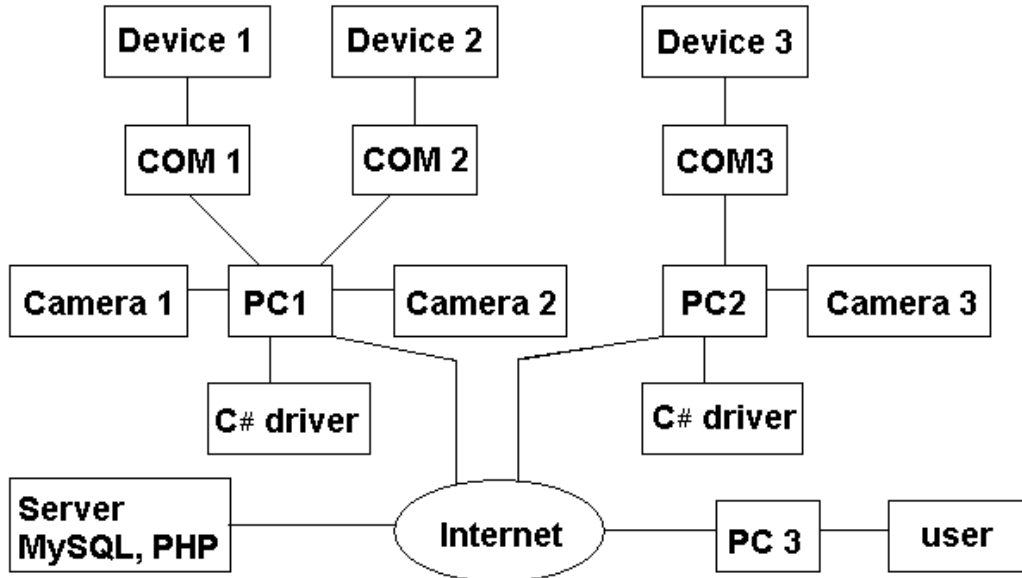 Device 1
Device 2
Device 3
COM 1
COM 2
COM3
Camera 1
PC1
Camera 2
PC2
Camera 3
C# driver
C# driver
Server
MySQL, PHP
Internet
PC 3
user